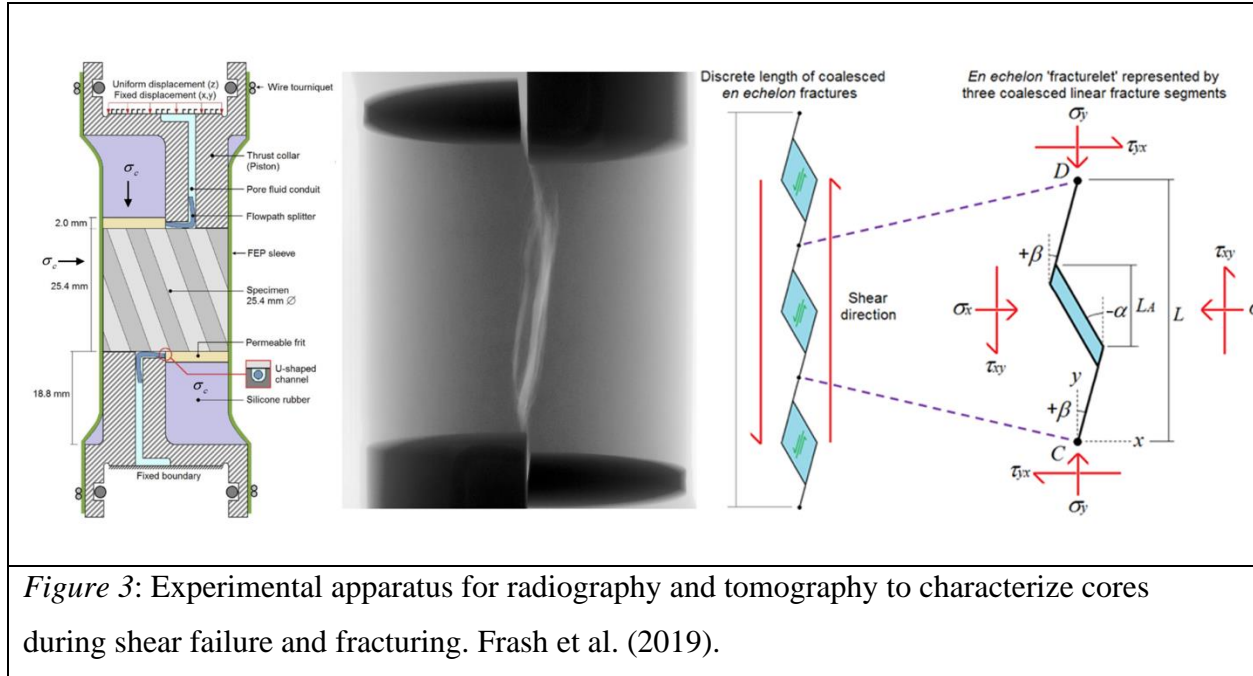 Uniform displacement (z)
Fixed displacement (x,y)
Wire tourniquet
σc
Thrust collar
(Piston)
Pore fluid conduit
2.0 mm
Flowpath splitter
FEP sleeve
σc
25.4 mm
Specimen
25.4 mm ∅
Permeable frit
U-shaped
channel
18.8 mm
σc
Silicone rubber
Fixed boundary
Discrete length of coalesced
en echelon fractures
Shear
direction
En echelon 'fracturelet' represented by
three coalesced linear fracture segments
σy
τyx
D
+β
τxy
σx
-α
LA
L
σ
τxy
y
+β
C
x
τyx
σy
Figure 3: Experimental apparatus for radiography and tomography to characterize cores
during shear failure and fracturing. Frash et al. (2019).